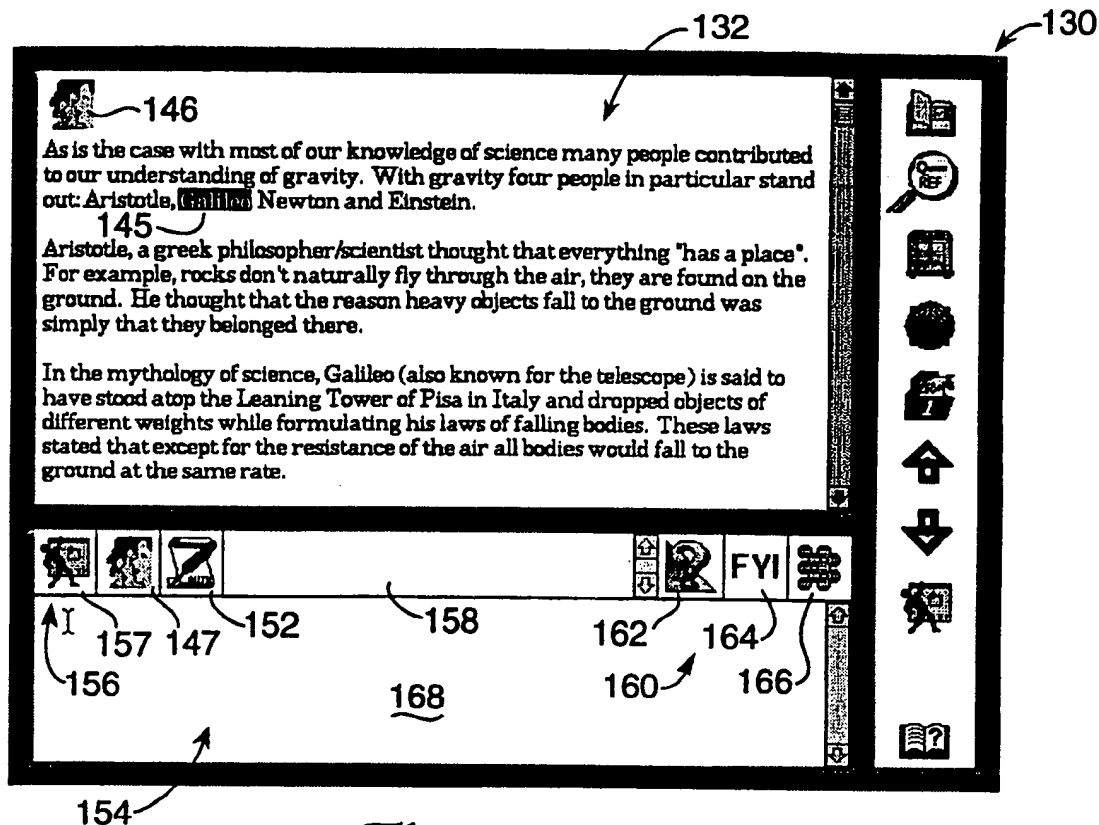 132
130
146
As is the case with most of our knowledge of science many people contributed
to our understanding of gravity. With gravity four people in particular stand
out: Aristotle, Galileo Newton and Einstein.
145
Aristotle, a greek philosopher/scientist thought that everything "has a place".
For example, rocks don't naturally fly through the air, they are found on the
ground. He thought that the reason heavy objects fall to the ground was
simply that they belonged there.
In the mythology of science, Galileo (also known for the telescope) is said to
have stood atop the Leaning Tower of Pisa in Italy and dropped objects of
different weights while formulating his laws of falling bodies. These laws
stated that except for the resistance of the air all bodies would fall to the
ground at the same rate.
REF
1
FYI
157 147 152 158 162 164
156 160 166
168
?
154